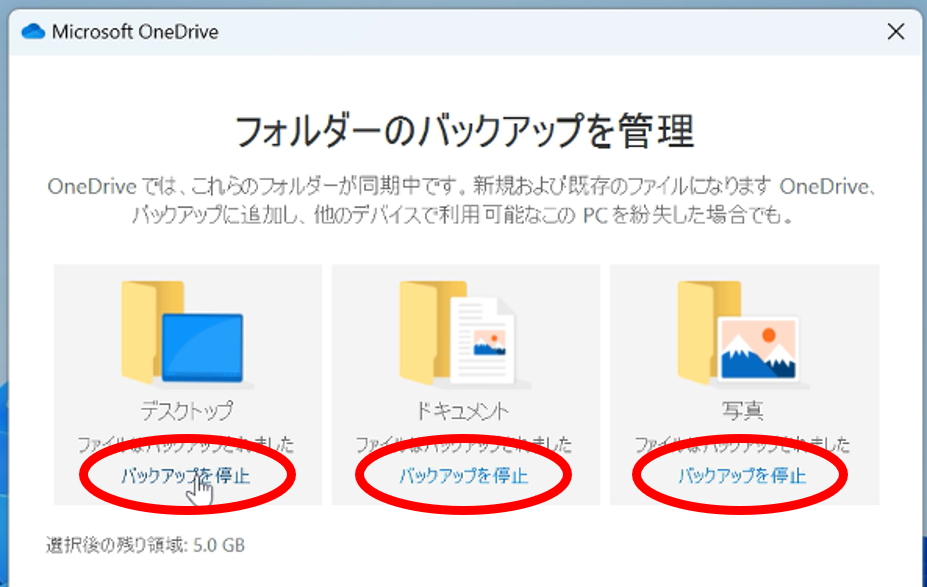 Microsoft OneDrive
フォルダーのバックアップを管理
OneDrive では、これらのフォルダーが同期中です。新規および既存のファイルになります OneDrive、
バックアップに追加し、他のデバイスで利用可能なこの PC を紛失した場合でも。
デスクトップ
ファイルはバックアップされました
バックアップを停止
ドキュメント
ファイルはバックアップされました
バックアップを停止
写真
ファイルはバックアップされました
バックアップを停止
選択後の残り領域: 5.0 GB